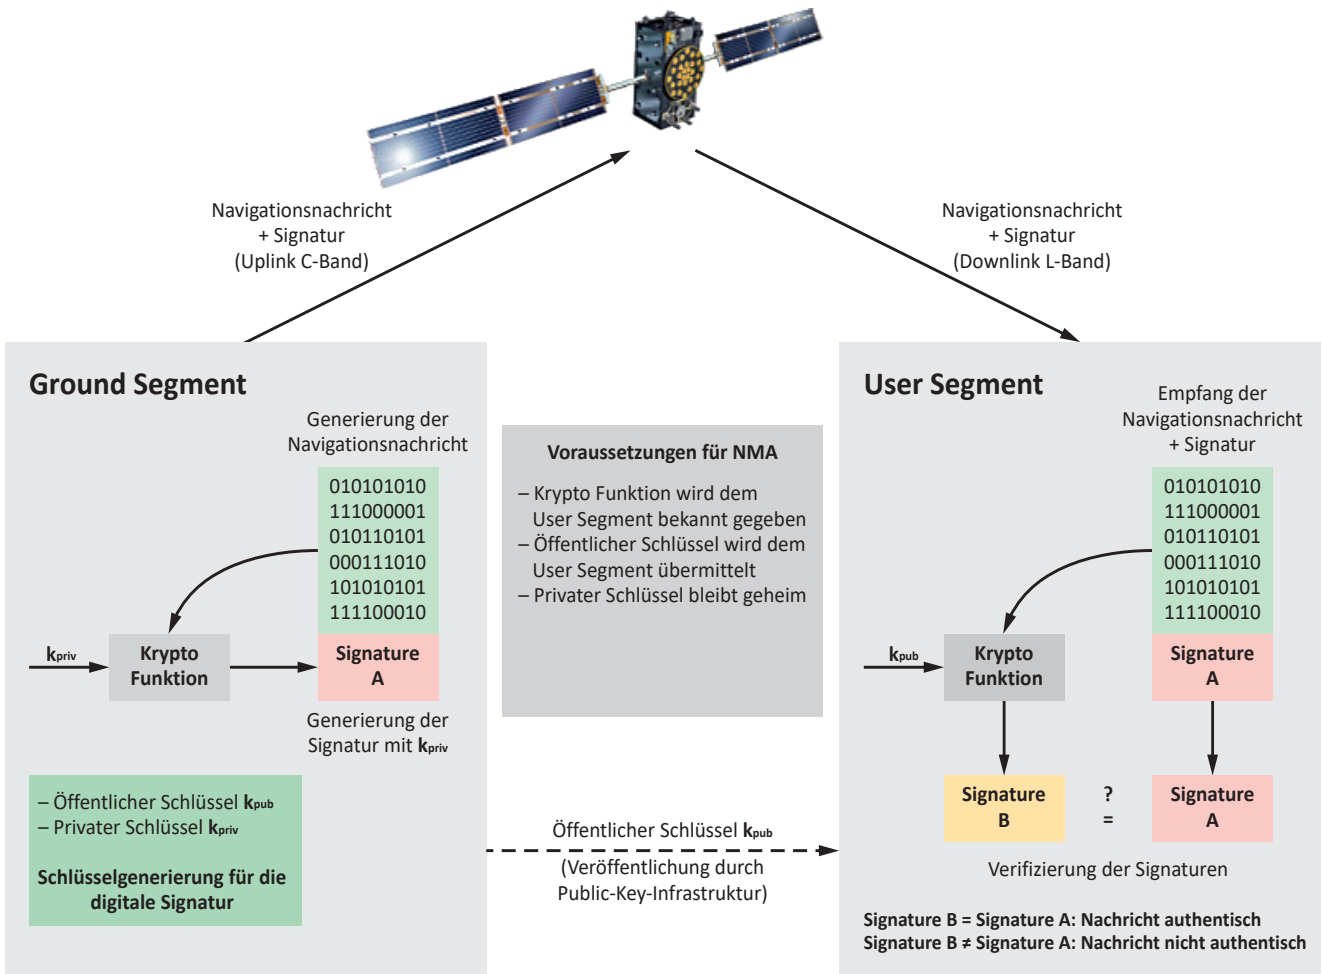 Navigationsnachricht
+ Signatur
(Uplink C-Band)
Navigationsnachricht
+ Signatur
(Downlink L-Band)
Ground Segment
Generierung der
Navigationsnachricht
010101010
111000001
010110101
000111010
101010101
111100010
kpriv
Krypto
Funktion
Signature
A
Generierung der
Signatur mit kpriv
– Öffentlicher Schlüssel kpub
– Privater Schlüssel kpriv
Schlüsselgenerierung für die
digitale Signatur
Voraussetzungen für NMA
– Krypto Funktion wird dem
User Segment bekannt gegeben
– Öffentlicher Schlüssel wird dem
User Segment übermittelt
– Privater Schlüssel bleibt geheim
Öffentlicher Schlüssel kpub
(Veröffentlichung durch
Public-Key-Infrastruktur)
User Segment
Empfang der
Navigationsnachricht
+ Signatur
010101010
111000001
010110101
000111010
101010101
111100010
kpub
Krypto
Funktion
Signature
A
Signature
B
?
=
Signature
A
Verifizierung der Signaturen
Signature B = Signature A: Nachricht authentisch
Signature B ≠ Signature A: Nachricht nicht authentisch